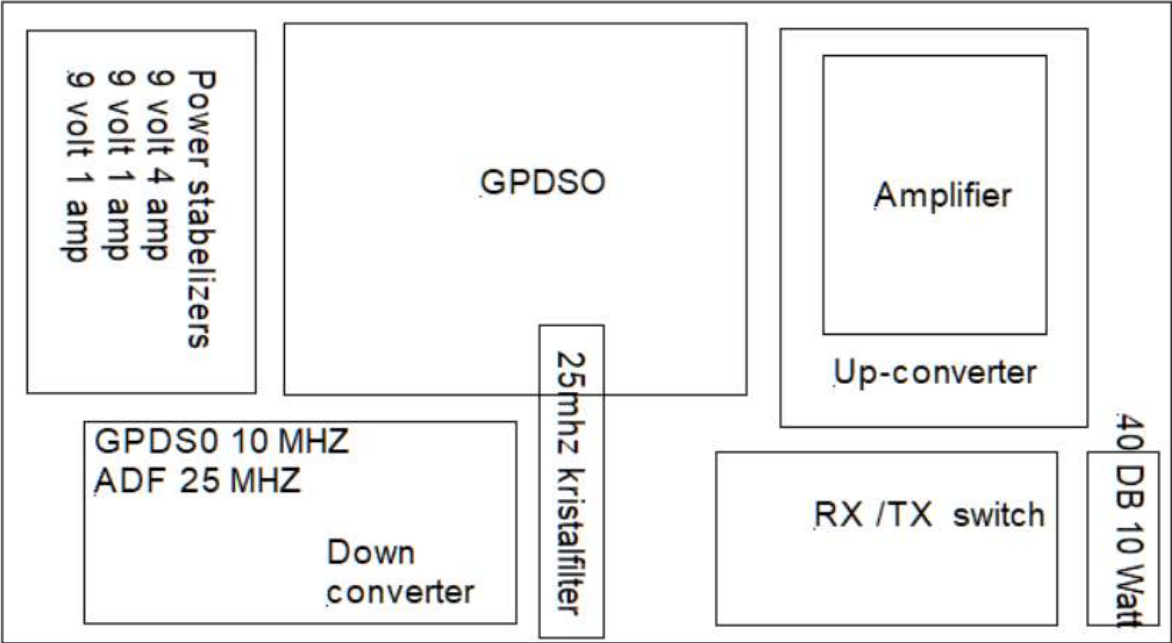 Power stabelizers
9 volt 4 amp
9 volt 1 amp
9 volt 1 amp
GPDSO
Amplifier
Up-converter
25mhz kristalfilter
GPDS0 10 MHZ
ADF 25 MHZ
Down
converter
RX /TX switch
40 DB 10 Watt